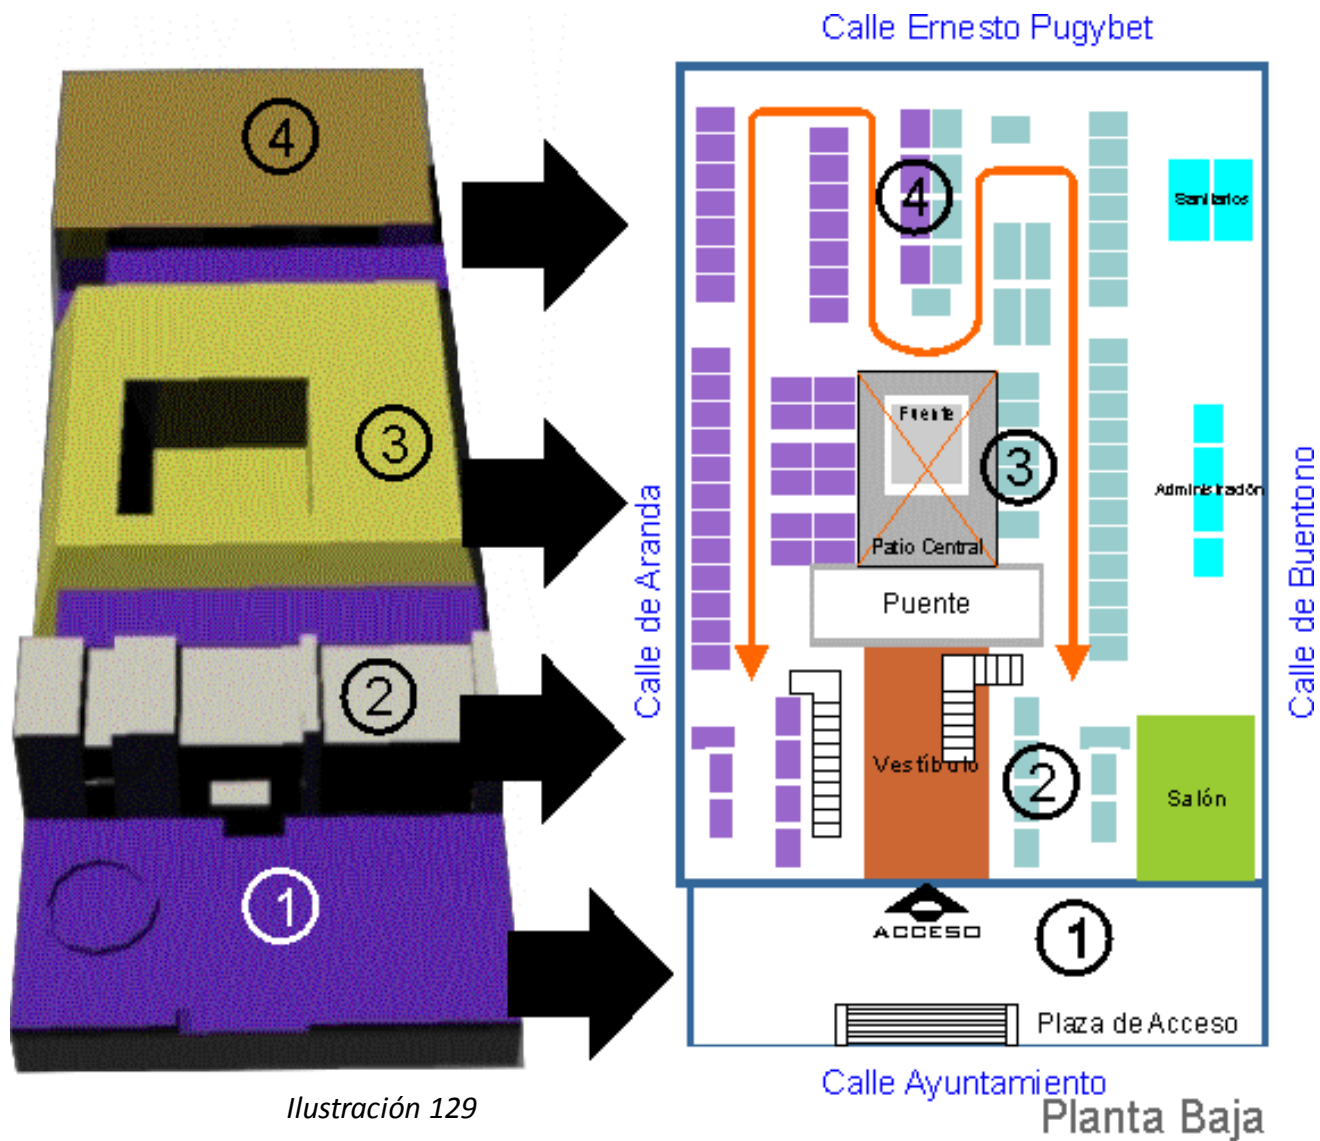 Calle Ernesto Pugybet
4
4
Sanitarios
Fuente
3
3
Administración
Patio Central
Calle de Aranda
Calle de Buentono
Puente
2
Vestíbulo
2
Salón
1
ACCESO
1
Plaza de Acceso
Calle Ayuntamiento
Ilustración 129
Planta Baja